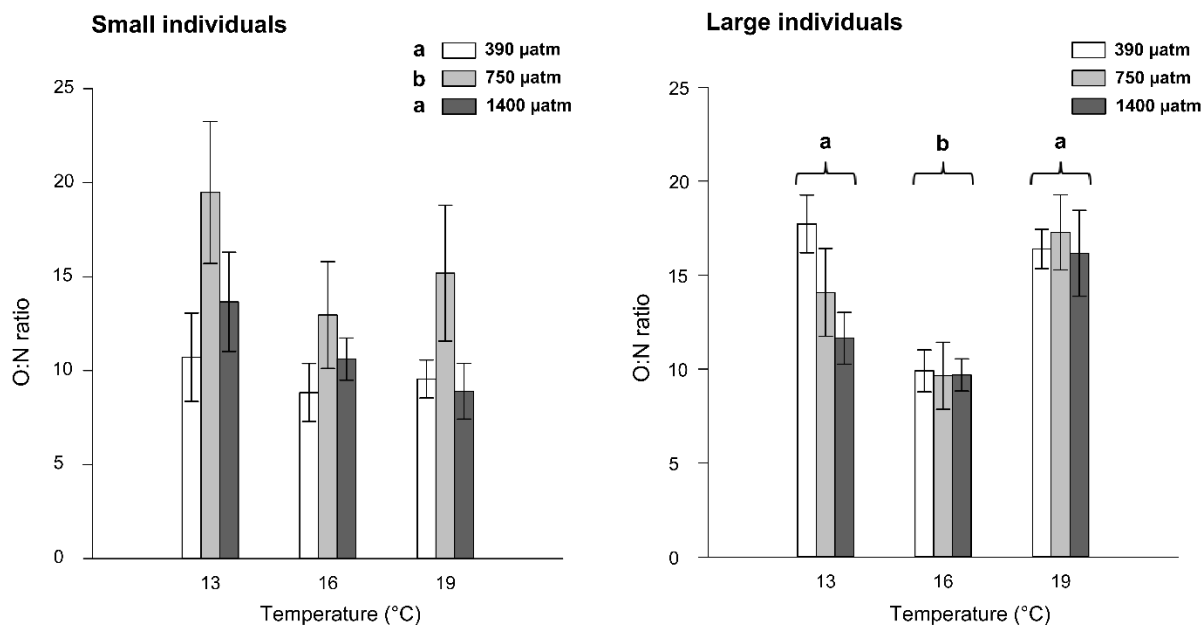 Small individuals
a 390 µatm
b 750 µatm
a 1400 µatm
25
20
15
10
5
0
O:N ratio
13 16 19
Temperature (°C)
Large individuals
390 µatm
750 µatm
1400 µatm
25
20
15
10
5
0
O:N ratio
a b a
13 16 19
Temperature (°C)